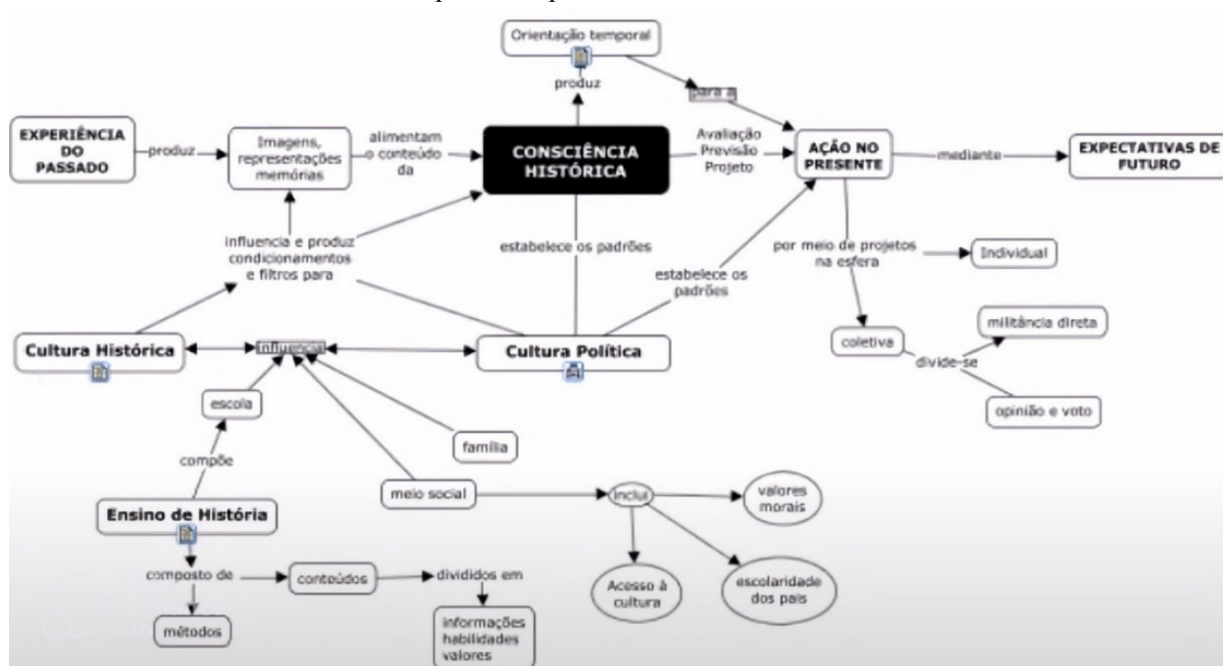 Orientação temporal
produz
para a
EXPERIÊNCIA
DO
PASSADO
produz
Imagens,
representações
memórias
alimentam
o conteúdo
da
CONSCIÊNCIA
HISTÓRICA
Avaliação
Previsão
Projeto
AÇÃO NO
PRESENTE
mediante
EXPECTATIVAS DE
FUTURO
influencia e produz
condicionamentos
e filtros para
estabelece os padrões
estabelece os
padrões
por meio de projetos
na esfera
Individual
Cultura Histórica
influencia
Cultura Política
coletiva
divide-se
militância direta
opinião e voto
escola
família
compõe
meio social
inclui
valores
morais
Ensino de História
composto de
conteúdos
divididos em
Acesso à
cultura
escolaridade
dos pais
métodos
informações
habilidades
valores